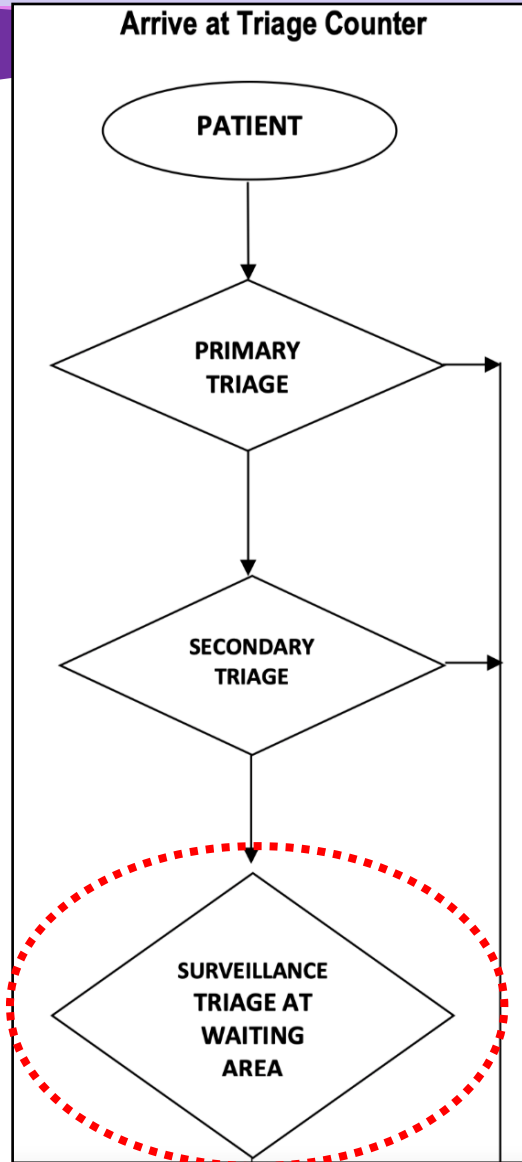 Arrive at Triage Counter
PATIENT
PRIMARY
TRIAGE
SECONDARY
TRIAGE
SURVEILLANCE
TRIAGE AT
WAITING
AREA